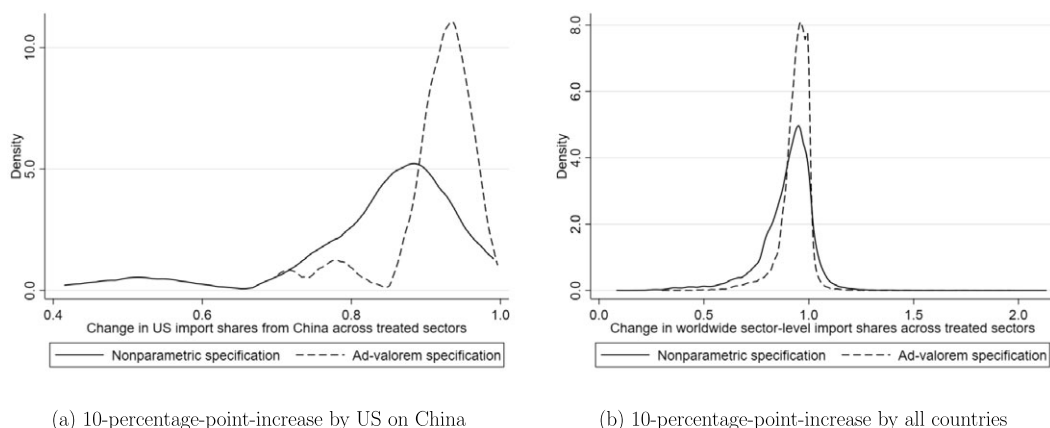 10.0
5.0
0.0
Density
0.4 0.6 0.8 1.0
Change in US import shares from China across treated sectors
Nonparametric specification Ad-valorem specification
(a) 10-percentage-point-increase by US on China
8.0
6.0
4.0
2.0
0.0
Density
0.0 0.5 1.0 1.5 2.0
Change in worldwide sector-level import shares across treated sectors
Nonparametric specification Ad-valorem specification
(b) 10-percentage-point-increase by all countries